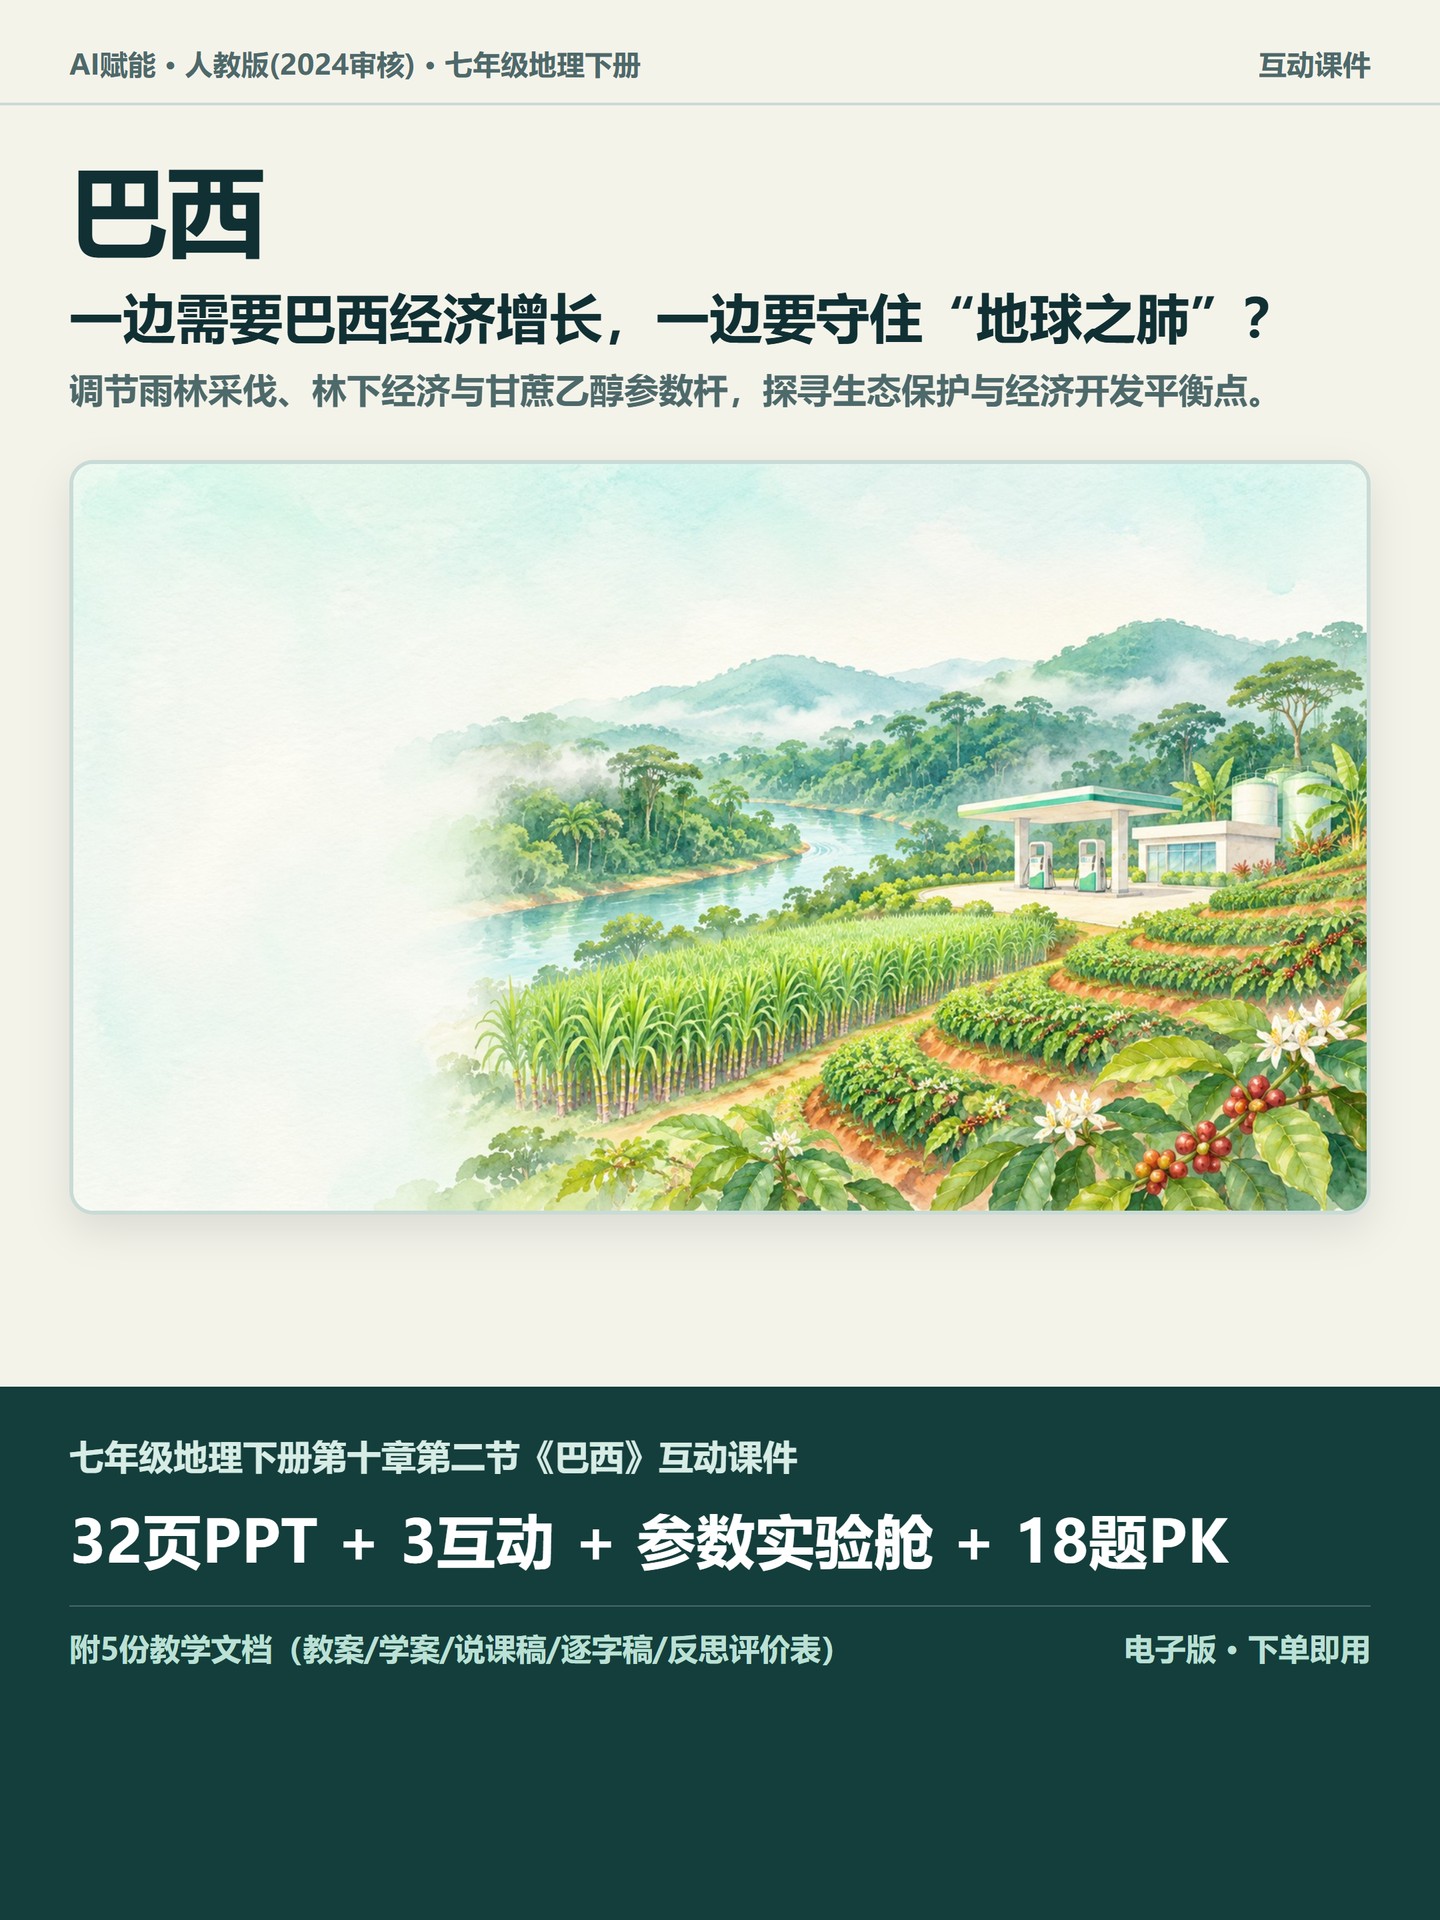 AI赋能 • 人教版(2024审核) • 七年级地理下册
互动课件
巴西
一边需要巴西经济增长，一边要守住“地球之肺”？
调节雨林采伐、林下经济与甘蔗乙醇参数杆，探寻生态保护与经济开发平衡点。
七年级地理下册第十章第二节《巴西》互动课件
32页PPT + 3互动 + 参数实验舱 + 18题PK
附5份教学文档（教案/学案/说课稿/逐字稿/反思评价表）
电子版 • 下单即用